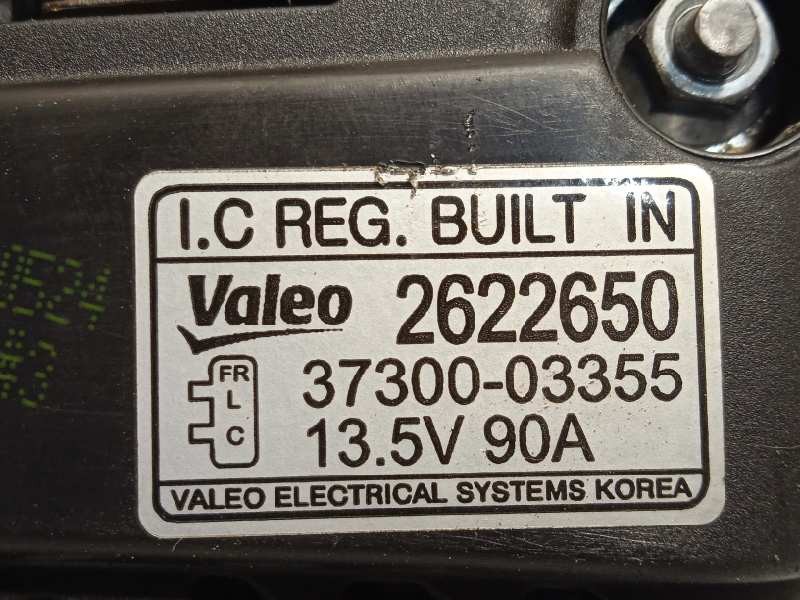 I.C REG. BUILT IN
Valeo 2622650
FR
37300-03355
L
C
13.5V 90A
VALEO ELECTRICAL SYSTEMS KOREA